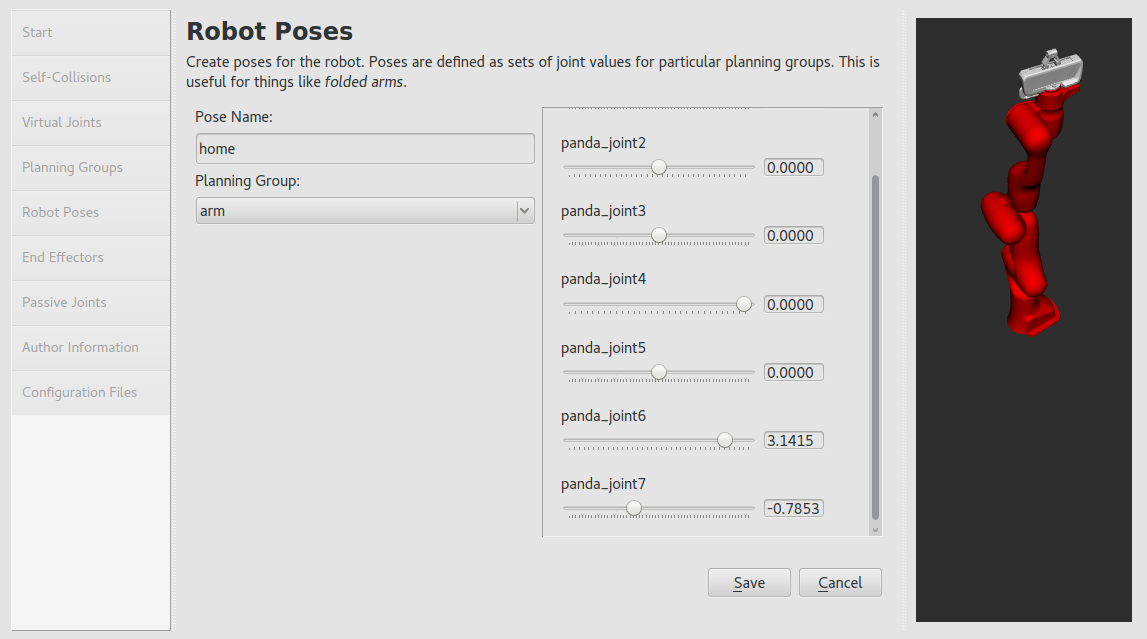 Start
Self-Collisions
Virtual Joints
Planning Groups
Robot Poses
End Effectors
Passive Joints
Author Information
Configuration Files
Robot Poses
Create poses for the robot. Poses are defined as sets of joint values for particular planning groups. This is
useful for things like folded arms.
Pose Name:
home
Planning Group:
arm
panda_joint2
0.0000
panda_joint3
0.0000
panda_joint4
0.0000
panda_joint5
0.0000
panda_joint6
3.1415
panda_joint7
-0.7853
Save
Cancel